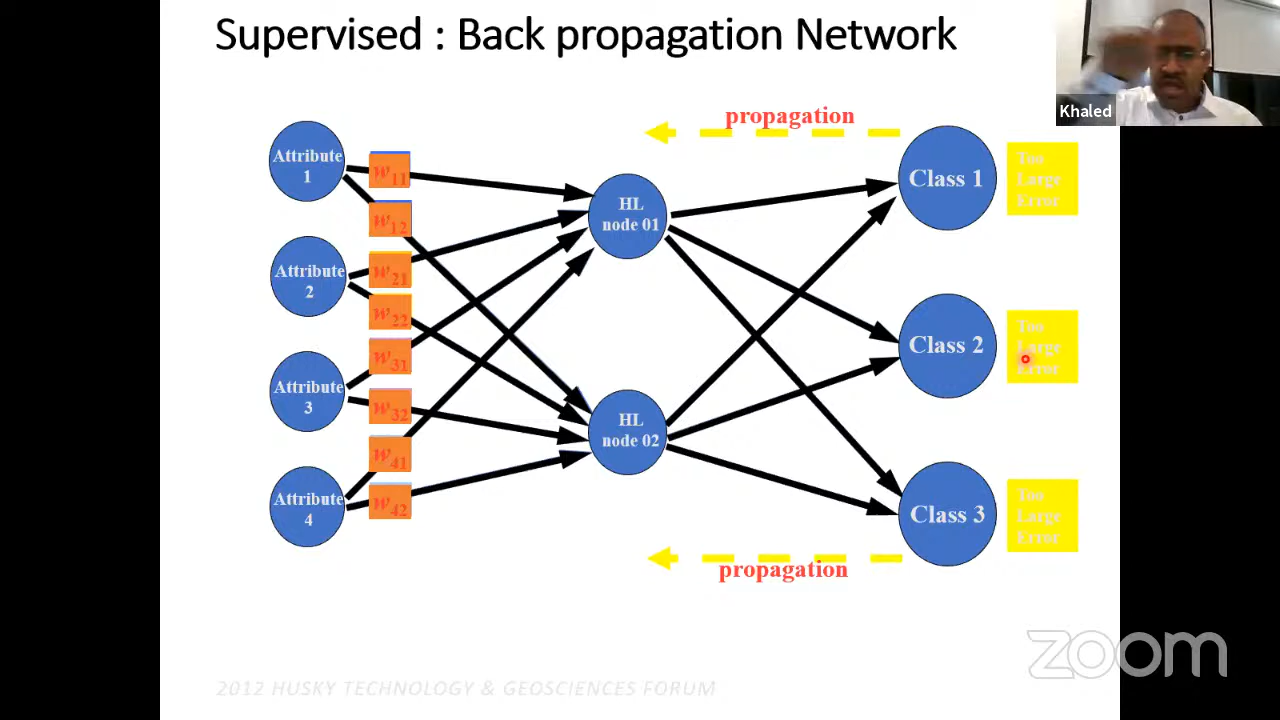 Supervised : Back propagation Network
Khaled
propagation
Attribute
1
Attribute
2
Attribute
3
Attribute
4
w11
w12
w21
w22
w31
w32
w41
w42
HL
node 01
HL
node 02
Class 1
Class 2
Class 3
Too
Large
Error
Too
Large
Error
Too
Large
Error
propagation
zoom
2012 HUSKY TECHNOLOGY & GEOSCIENCES FORUM